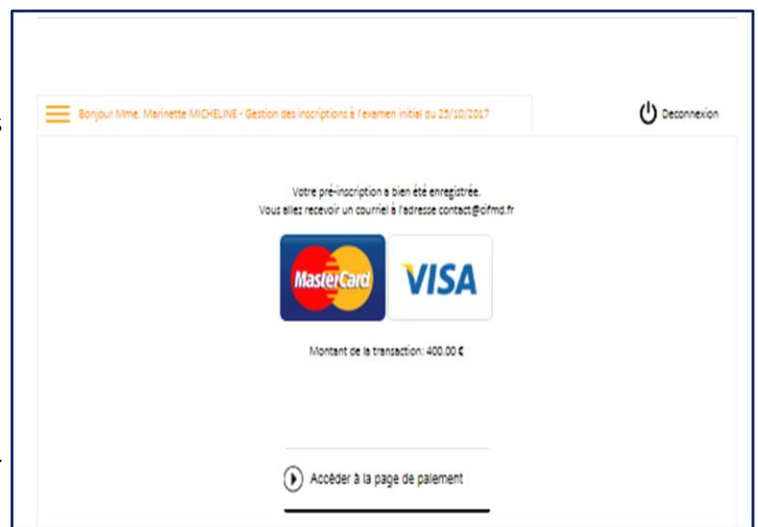 Bonjour Mme. Marinette MICHELINE - Gestion des inscriptions à l'examen initial du 25/10/2017
Deconnexion
Votre pré-inscription a bien été enregistrée.
Vous allez recevoir un courriel à l'adresse contact@cifmd.fr
MasterCard
VISA
Montant de la transaction: 400.00 €
Accéder à la page de paiement